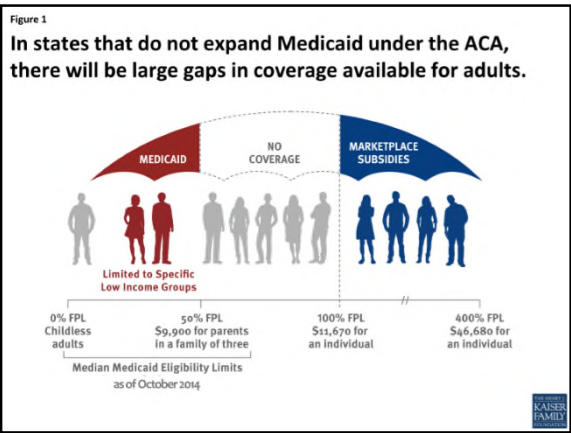 Figure 1
In states that do not expand Medicaid under the ACA,
there will be large gaps in coverage available for adults.
MEDICAID
NO
COVERAGE
MARKETPLACE
SUBSIDIES
Limited to Specific
Low Income Groups
0% FPL
Childless
adults
50% FPL
$9,900 for parents
in a family of three
100% FPL
$11,670 for
an individual
400% FPL
$46,680 for
an individual
Median Medicaid Eligibility Limits
as of October 2014
THE HENRY J.
KAISER
FAMILY
FOUNDATION